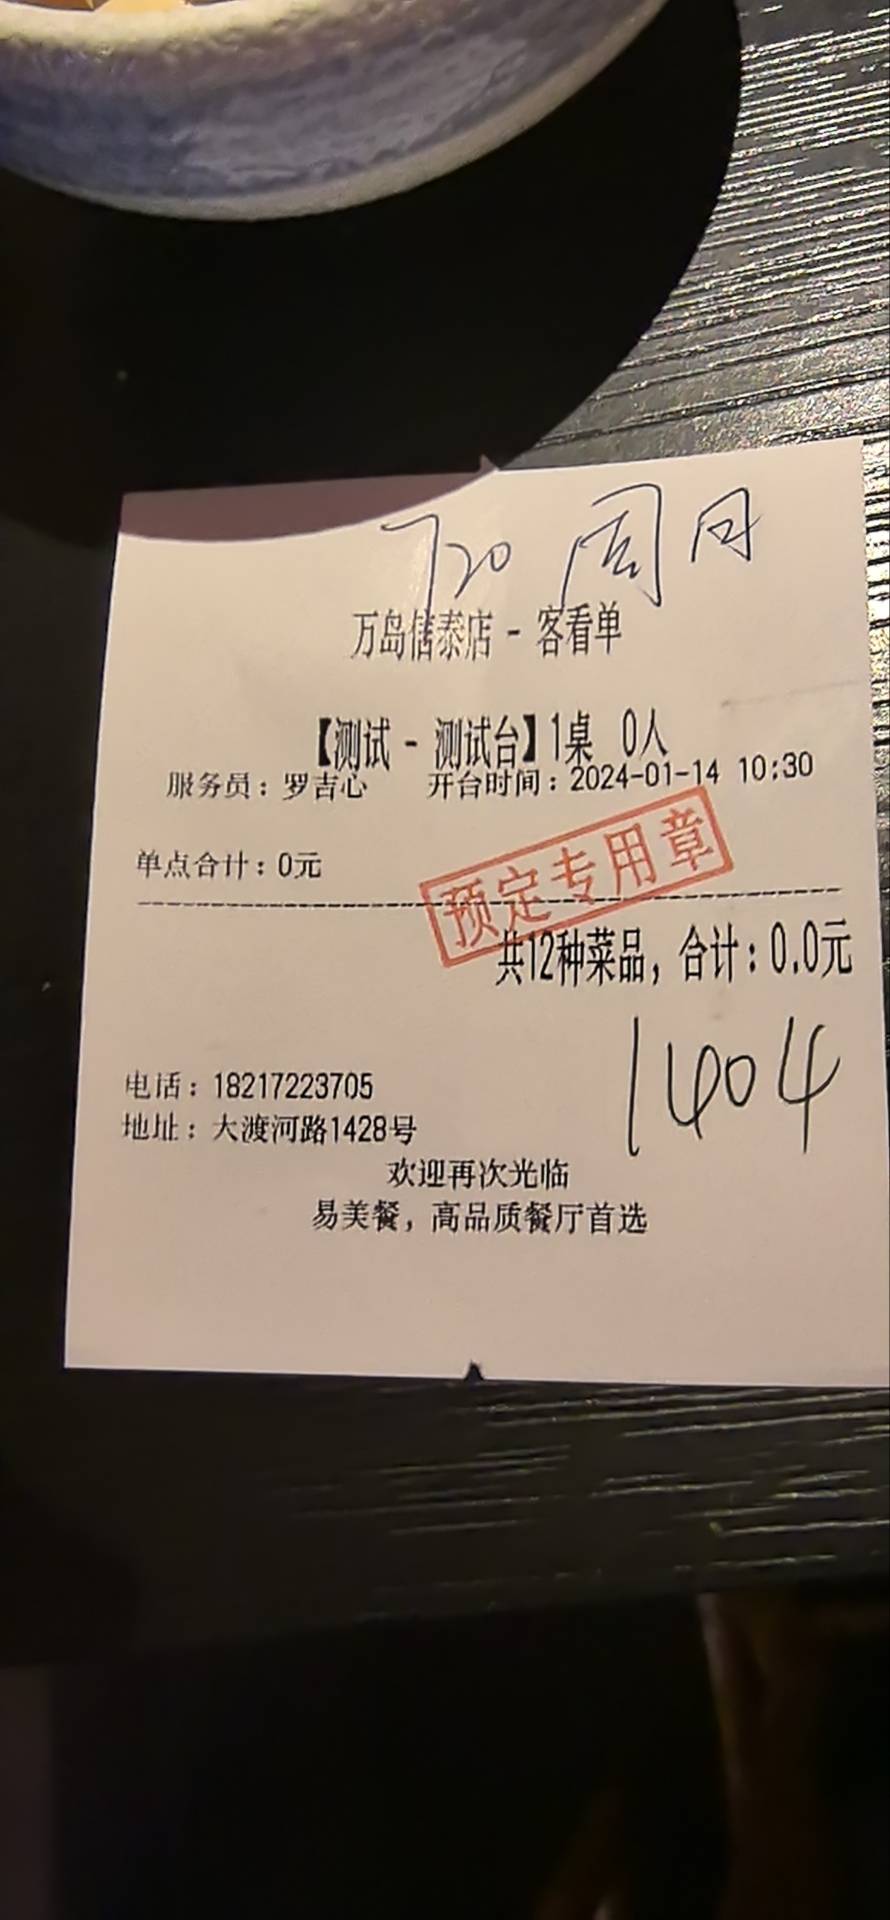 720 周日
万岛信泰店 - 客看单
【测试 - 测试台】1桌 0人
服务员：罗吉心 开台时间：2024-01-14 10:30
单点合计：0元
预定专用章
共12种菜品，合计：0.0元
1404
电话：18217223705
地址：大渡河路1428号
欢迎再次光临
易美餐，高品质餐厅首选